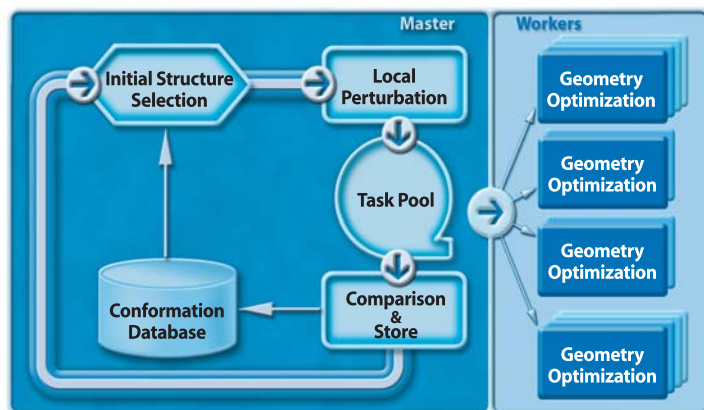 Master
Workers
Initial Structure
Selection
Local
Perturbation
Task Pool
Comparison
&
Store
Conformation
Database
Geometry
Optimization
Geometry
Optimization
Geometry
Optimization
Geometry
Optimization